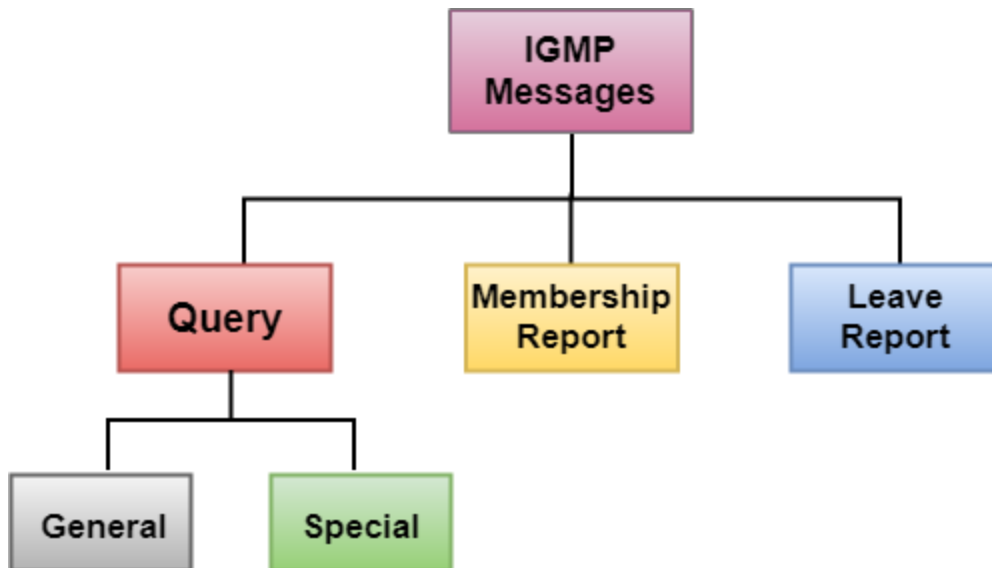 IGMP
Messages
Query
Membership
Report
Leave
Report
General
Special